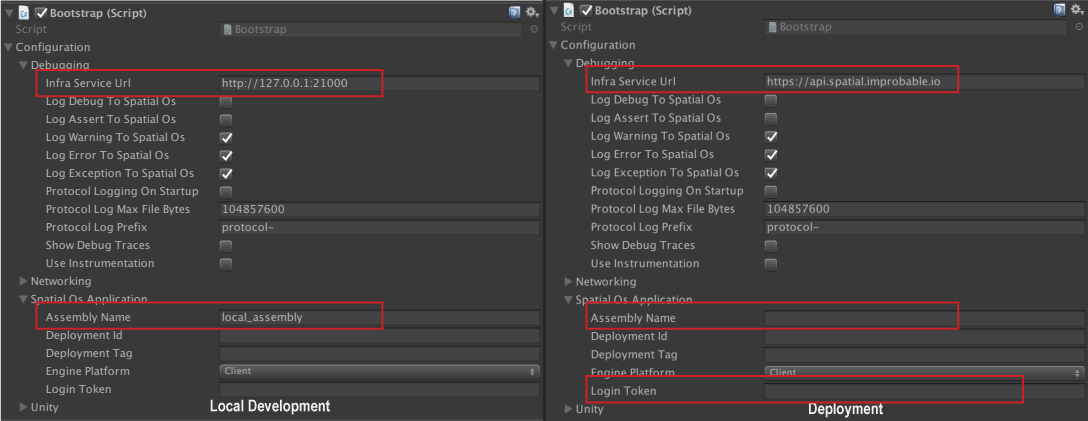 Bootstrap (Script)
Script Bootstrap
Configuration
Debugging
Infra Service Url http://127.0.0.1:21000
Log Debug To Spatial Os
Log Assert To Spatial Os
Log Warning To Spatial Os
Log Error To Spatial Os
Log Exception To Spatial Os
Protocol Logging On Startup
Protocol Log Max File Bytes 104857600
Protocol Log Prefix protocol-
Show Debug Traces
Use Instrumentation
Networking
Spatial Os Application
Assembly Name local_assembly
Deployment Id
Deployment Tag
Engine Platform Client
Login Token
Unity
Local Development
Bootstrap (Script)
Script Bootstrap
Configuration
Debugging
Infra Service Url https://api.spatial.improbable.io
Log Debug To Spatial Os
Log Assert To Spatial Os
Log Warning To Spatial Os
Log Error To Spatial Os
Log Exception To Spatial Os
Protocol Logging On Startup
Protocol Log Max File Bytes 104857600
Protocol Log Prefix protocol-
Show Debug Traces
Use Instrumentation
Networking
Spatial Os Application
Assembly Name
Deployment Id
Deployment Tag
Engine Platform Client
Login Token
Unity
Deployment